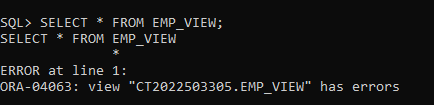 SQL> SELECT * FROM EMP_VIEW;
SELECT * FROM EMP_VIEW
*
ERROR at line 1:
ORA-04063: view "CT2022503305.EMP_VIEW" has errors